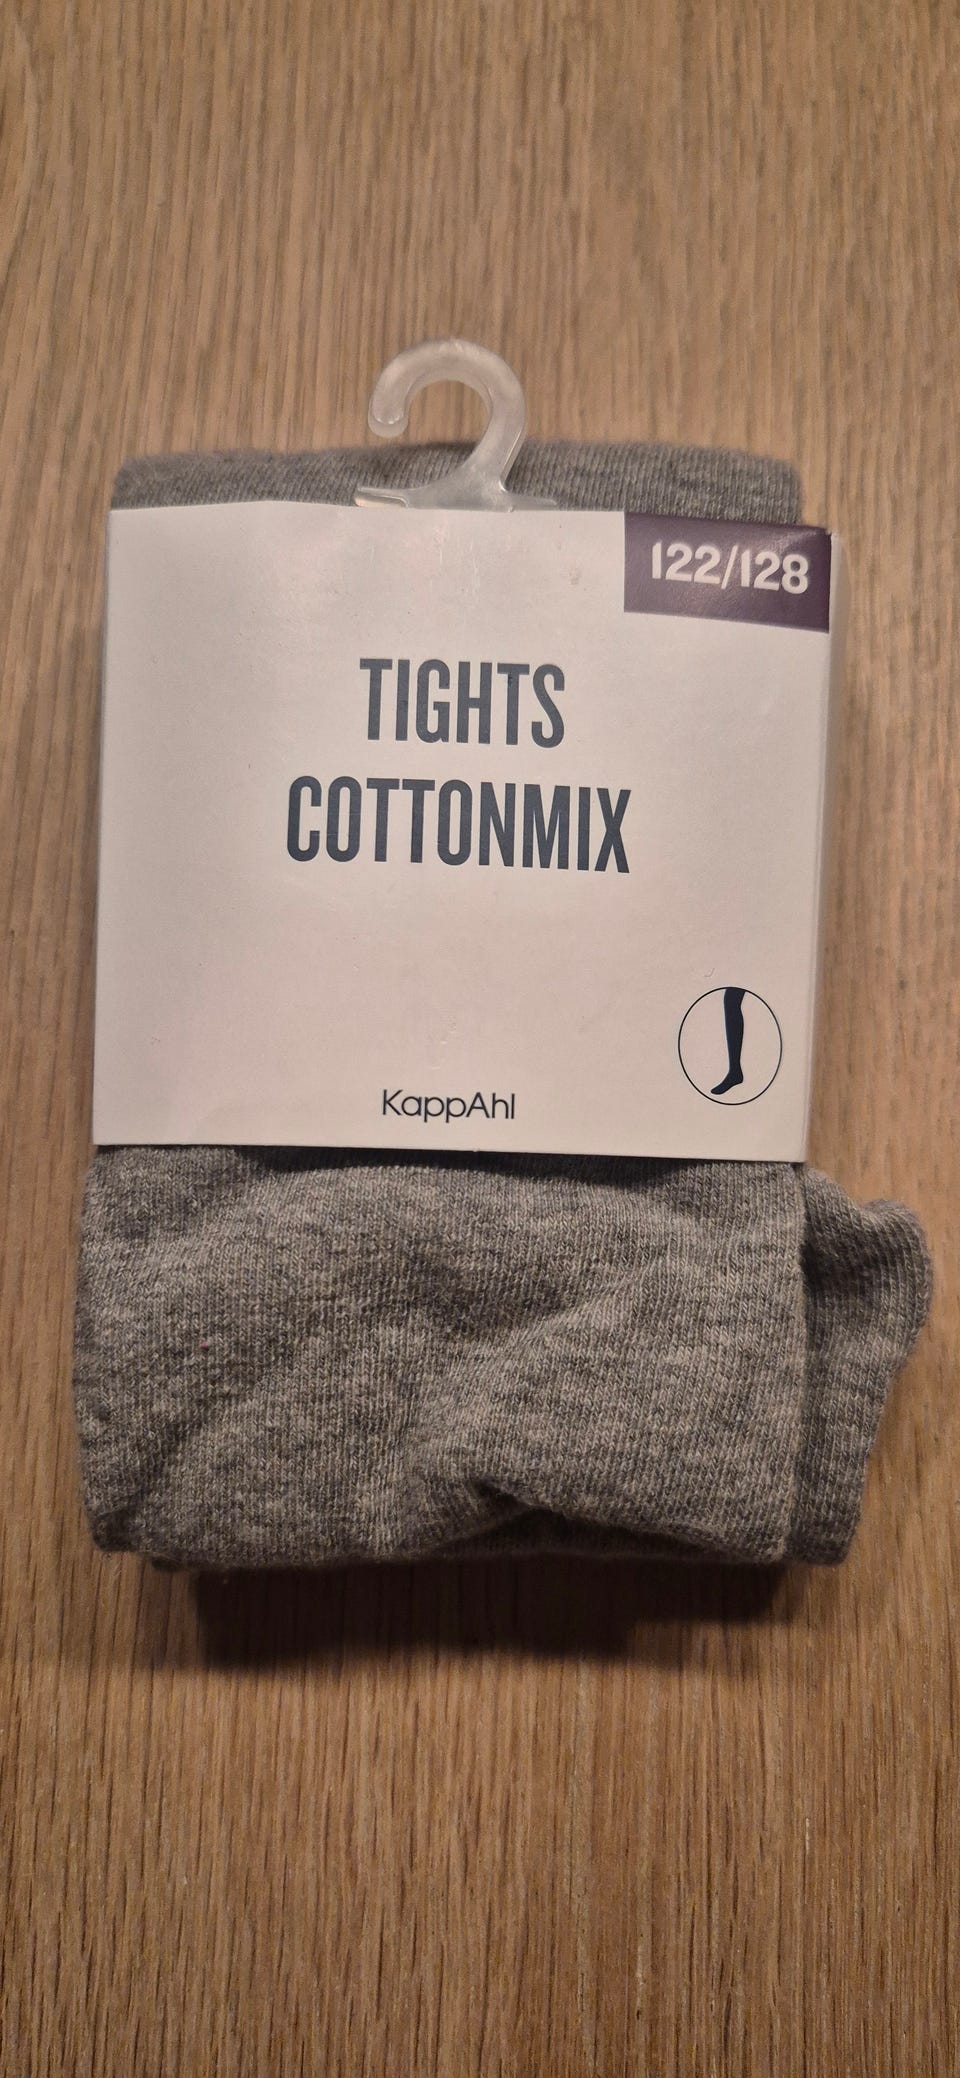 122/128
TIGHTS
COTTONMIX
KappAhl